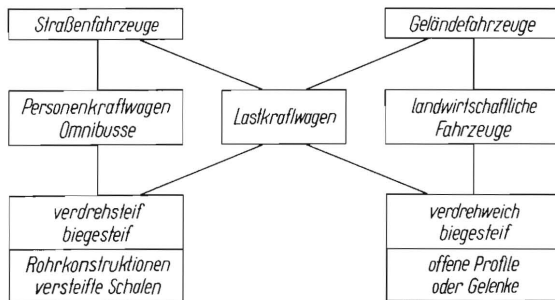 Straßenfahrzeuge
Geländefahrzeuge
Personenkraftwagen
Omnibusse
Lastkraftwagen
landwirtschaftliche
Fahrzeuge
verdrehsteif
biegesteif
verdrehweich
biegesteif
Rohrkonstruktionen
versteifte Schalen
offene Profile
oder Gelenke